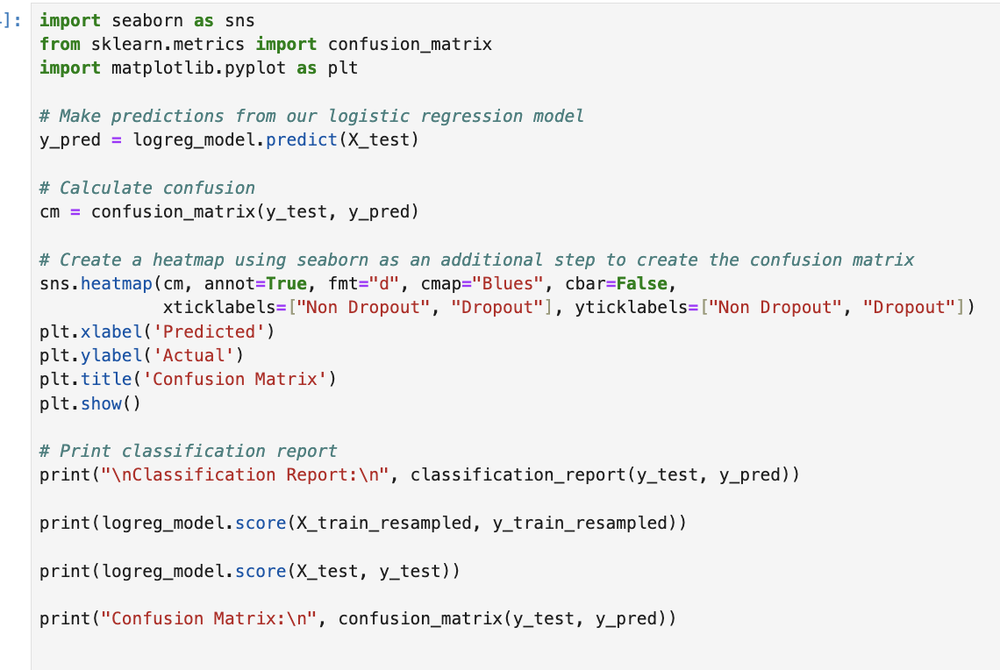 ]:
import seaborn as sns
from sklearn.metrics import confusion_matrix
import matplotlib.pyplot as plt

# Make predictions from our logistic regression model
y_pred = logreg_model.predict(X_test)

# Calculate confusion
cm = confusion_matrix(y_test, y_pred)

# Create a heatmap using seaborn as an additional step to create the confusion matrix
sns.heatmap(cm, annot=True, fmt="d", cmap="Blues", cbar=False,
            xticklabels=["Non Dropout", "Dropout"], yticklabels=["Non Dropout", "Dropout"])
plt.xlabel('Predicted')
plt.ylabel('Actual')
plt.title('Confusion Matrix')
plt.show()

# Print classification report
print("\nClassification Report:\n", classification_report(y_test, y_pred))

print(logreg_model.score(X_train_resampled, y_train_resampled))

print(logreg_model.score(X_test, y_test))

print("Confusion Matrix:\n", confusion_matrix(y_test, y_pred))